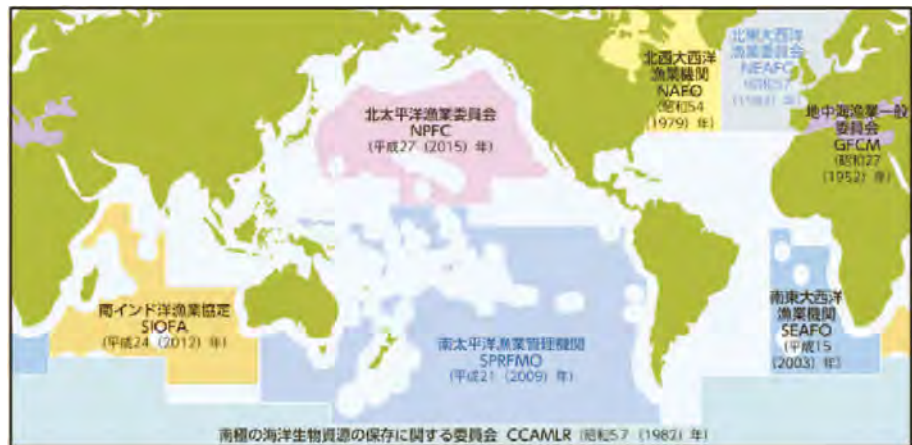 北西大西洋
漁業機関
NAFO
(昭和54
(1979) 年)
北東大西洋
漁業委員会
NEAFC
(昭和57
(1982) 年)
地中海漁業一般
委員会
GFCM
(昭和27
(1952) 年)
北太平洋漁業委員会
NPFC
(平成27 (2015) 年)
南インド洋漁業協定
SIOFA
(平成24 (2012) 年)
南太平洋漁業管理機関
SPRFMO
(平成21 (2009) 年)
南東大西洋
漁業機関
SEAFO
(平成15
(2003) 年)
南極の海洋生物資源の保存に関する委員会 CCAMLR (昭和57 (1982) 年)